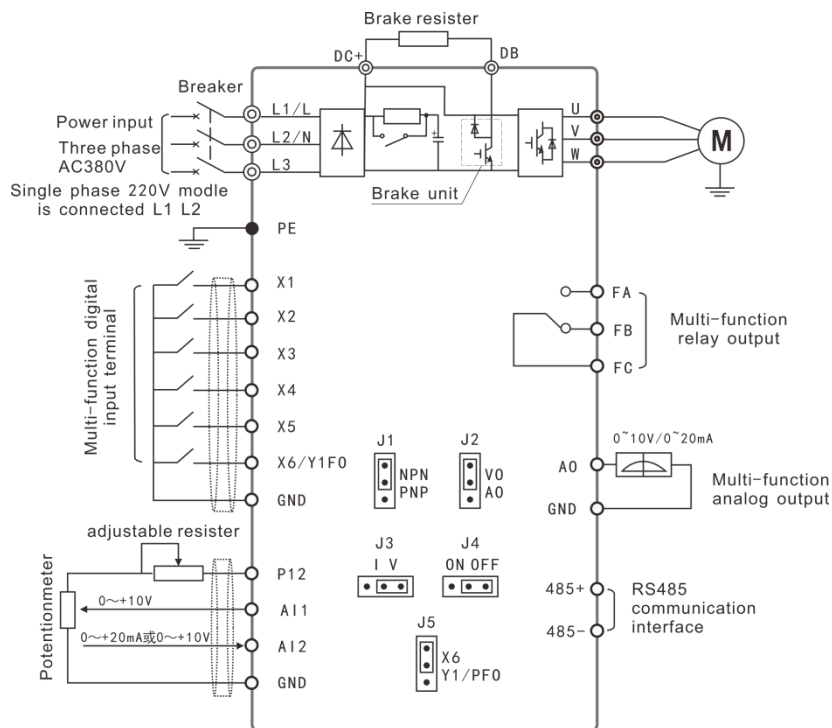 Brake resister
DC+
DB
Breaker
Power input
Three phase
AC380V
Single phase 220V modle
is connected L1 L2
L1/L
L2/N
L3
+
Brake unit
U
V
W
M
PE
Multi-function digital
input terminal
X1
X2
X3
X4
X5
X6/Y1FO
GND
FA
FB
FC
Multi-function
relay output
J1
NPN
PNP
J2
VO
AO
0~10V/0~20mA
AO
GND
Multi-function
analog output
adjustable resister
Potentionmeter
P12
0～+10V
AI1
0～+20mA或0～+10V
AI2
GND
J3
I V
J4
ON OFF
J5
X6
Y1/PFO
485+
485-
RS485
communication
interface